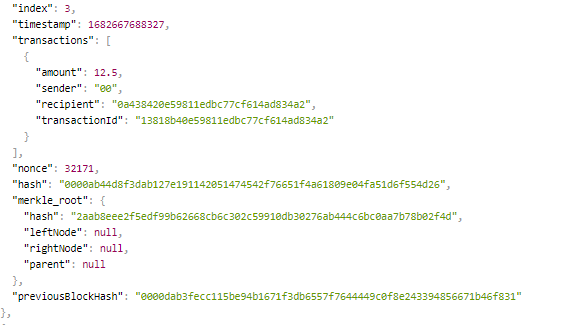 "index": 3,
"timestamp": 1682667688327,
"transactions": [
{
"amount": 12.5,
"sender": "00",
"recipient": "0a438420e59811edbc77cf614ad834a2",
"transactionId": "13818b40e59811edbc77cf614ad834a2"
}
],
"nonce": 32171,
"hash": "0000ab44d8f3dab127e191142051474542f76651f4a61809e04fa51d6f554d26",
"merkle_root": {
"hash": "2aab8eee2f5edf99b62668cb6c302c59910db30276ab444c6bc0aa7b78b02f4d",
"leftNode": null,
"rightNode": null,
"parent": null
},
"previousBlockHash": "0000dab3fecc115be94b1671f3db6557f7644449c0f8e243394856671b46f831"
},